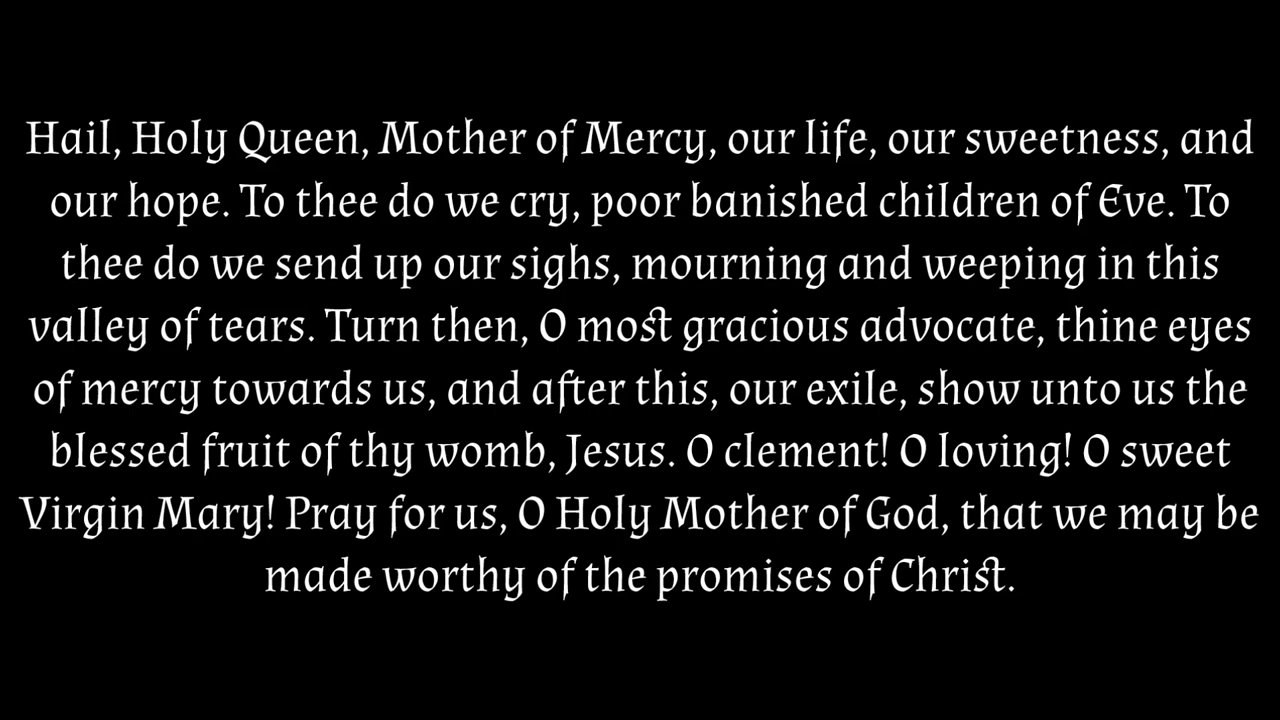 Hail, Holy Queen, Mother of Mercy, our life, our sweetness, and
our hope. To thee do we cry, poor banished children of Eve. To
thee do we send up our sighs, mourning and weeping in this
valley of tears. Turn then, O most gracious advocate, thine eyes
of mercy towards us, and after this, our exile, show unto us the
blessed fruit of thy womb, Jesus. O clement! O loving! O sweet
Virgin Mary! Pray for us, O Holy Mother of God, that we may be
made worthy of the promises of Christ.